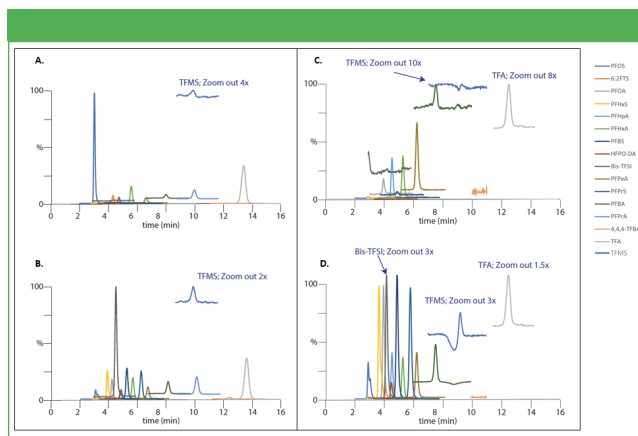 A.
TFMS; Zoom out 4x
100
%
0
0 2 4 6 8 10 12 14 16
time (min)
B.
TFMS; Zoom out 2x
100
%
0
0 2 4 6 8 10 12 14 16
time (min)
C.
TFMS; Zoom out 10x
TFA; Zoom out 8x
100
%
0
0 2 4 6 8 10 12 14 16
time (min)
D.
Bis-TFSI; Zoom out 3x
TFA; Zoom out 1.5x
TFMS; Zoom out 3x
100
%
0
0 2 4 6 8 10 12 14 16
time (min)
PFOS
6:2FTS
PFOA
PFHxS
PFHpA
PFHxA
PFBS
HFPO-DA
Bis-TFSI
PFPeA
PFPrS
PFBA
PFPrA
4,4,4-TFBA
TFA
TFMS